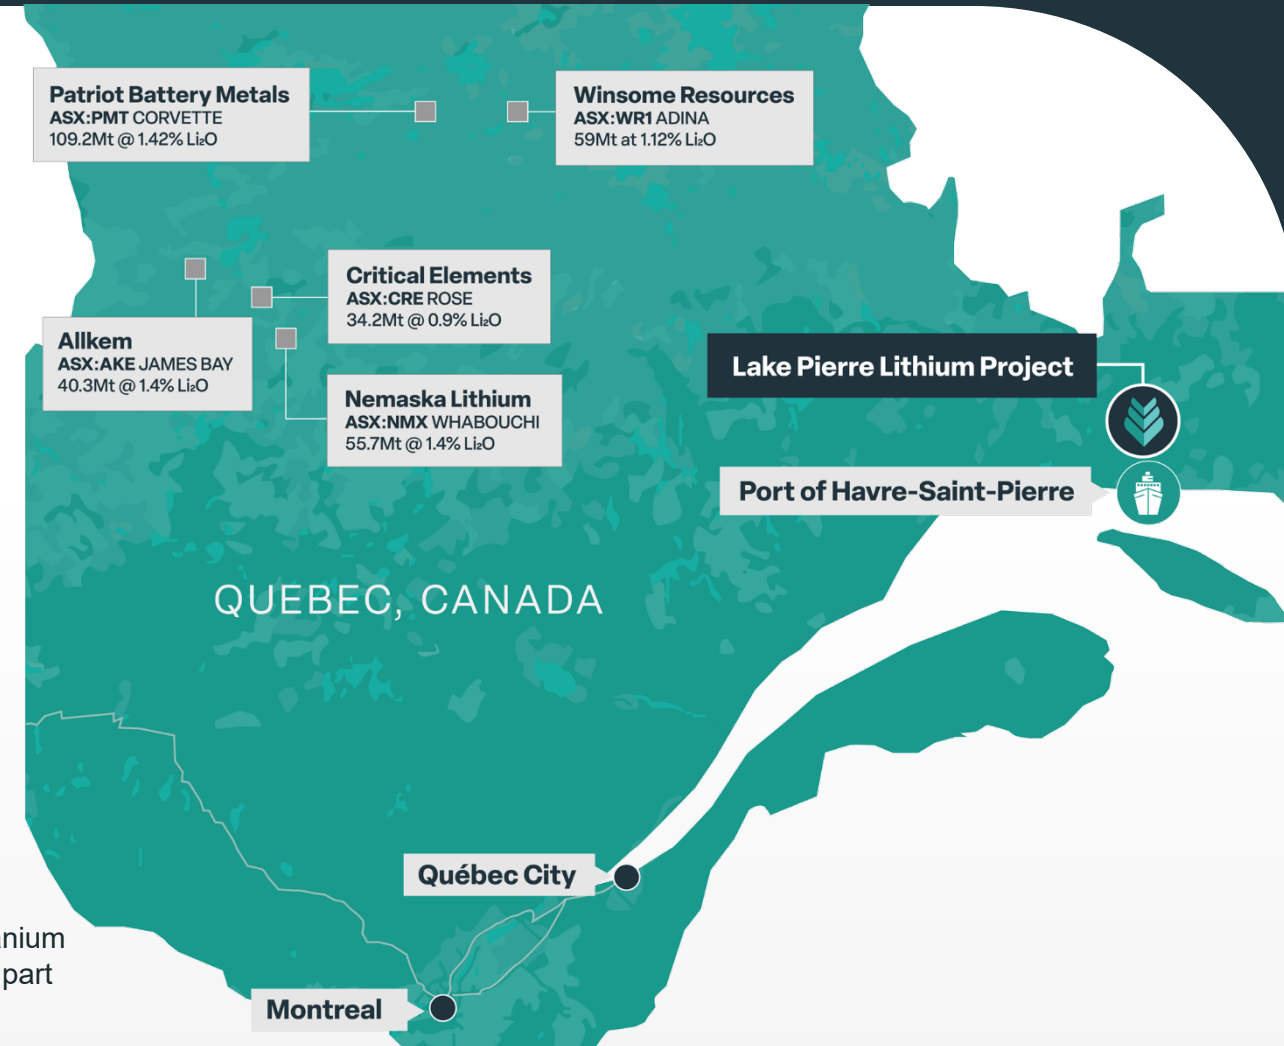 Patriot Battery Metals
ASX:PMT CORVETTE
109.2Mt @ 1.42% Li₂O
Winsome Resources
ASX:WR1 ADINA
59Mt at 1.12% Li₂O
Critical Elements
ASX:CRE ROSE
34.2Mt @ 0.9% Li₂O
Allkem
ASX:AKE JAMES BAY
40.3Mt @ 1.4% Li₂O
Nemaska Lithium
ASX:NMX WHABOUCHI
55.7Mt @ 1.4% Li₂O
Lake Pierre Lithium Project
Port of Havre-Saint-Pierre
QUEBEC, CANADA
Québec City
nium
part
Montreal